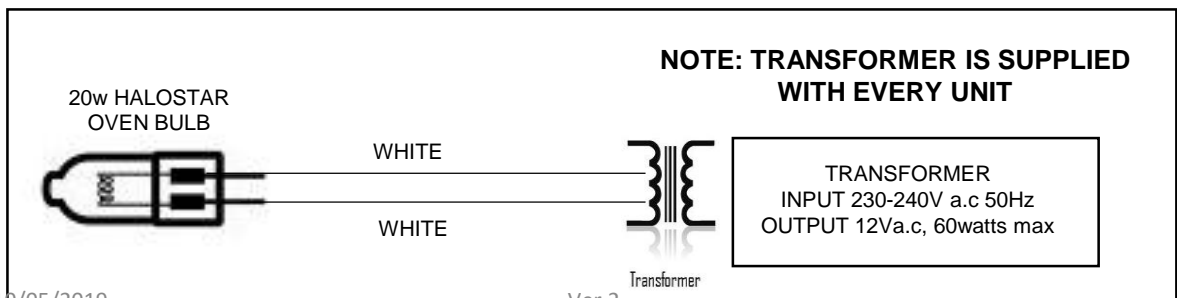 NOTE: TRANSFORMER IS SUPPLIED
WITH EVERY UNIT
20w HALOSTAR
OVEN BULB
WHITE
WHITE
TRANSFORMER
INPUT 230-240V a.c 50Hz
OUTPUT 12Va.c, 60watts max
Transformer